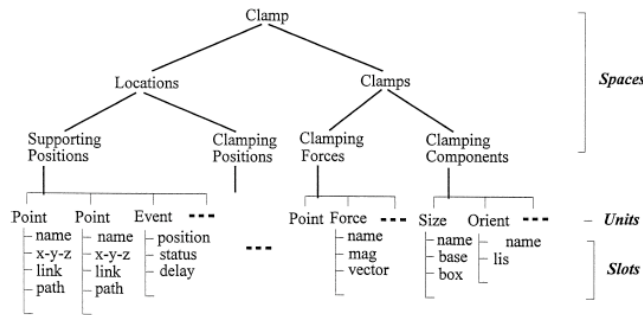 Clamp
Locations
Clamps
Spaces
Supporting
Positions
Clamping
Positions
Clamping
Forces
Clamping
Components
Point
Point
Event
Point
Force
Size
Orient
Units
name
x-y-z
link
path
name
x-y-z
link
path
position
status
delay
name
mag
vector
name
base
box
name
lis
Slots